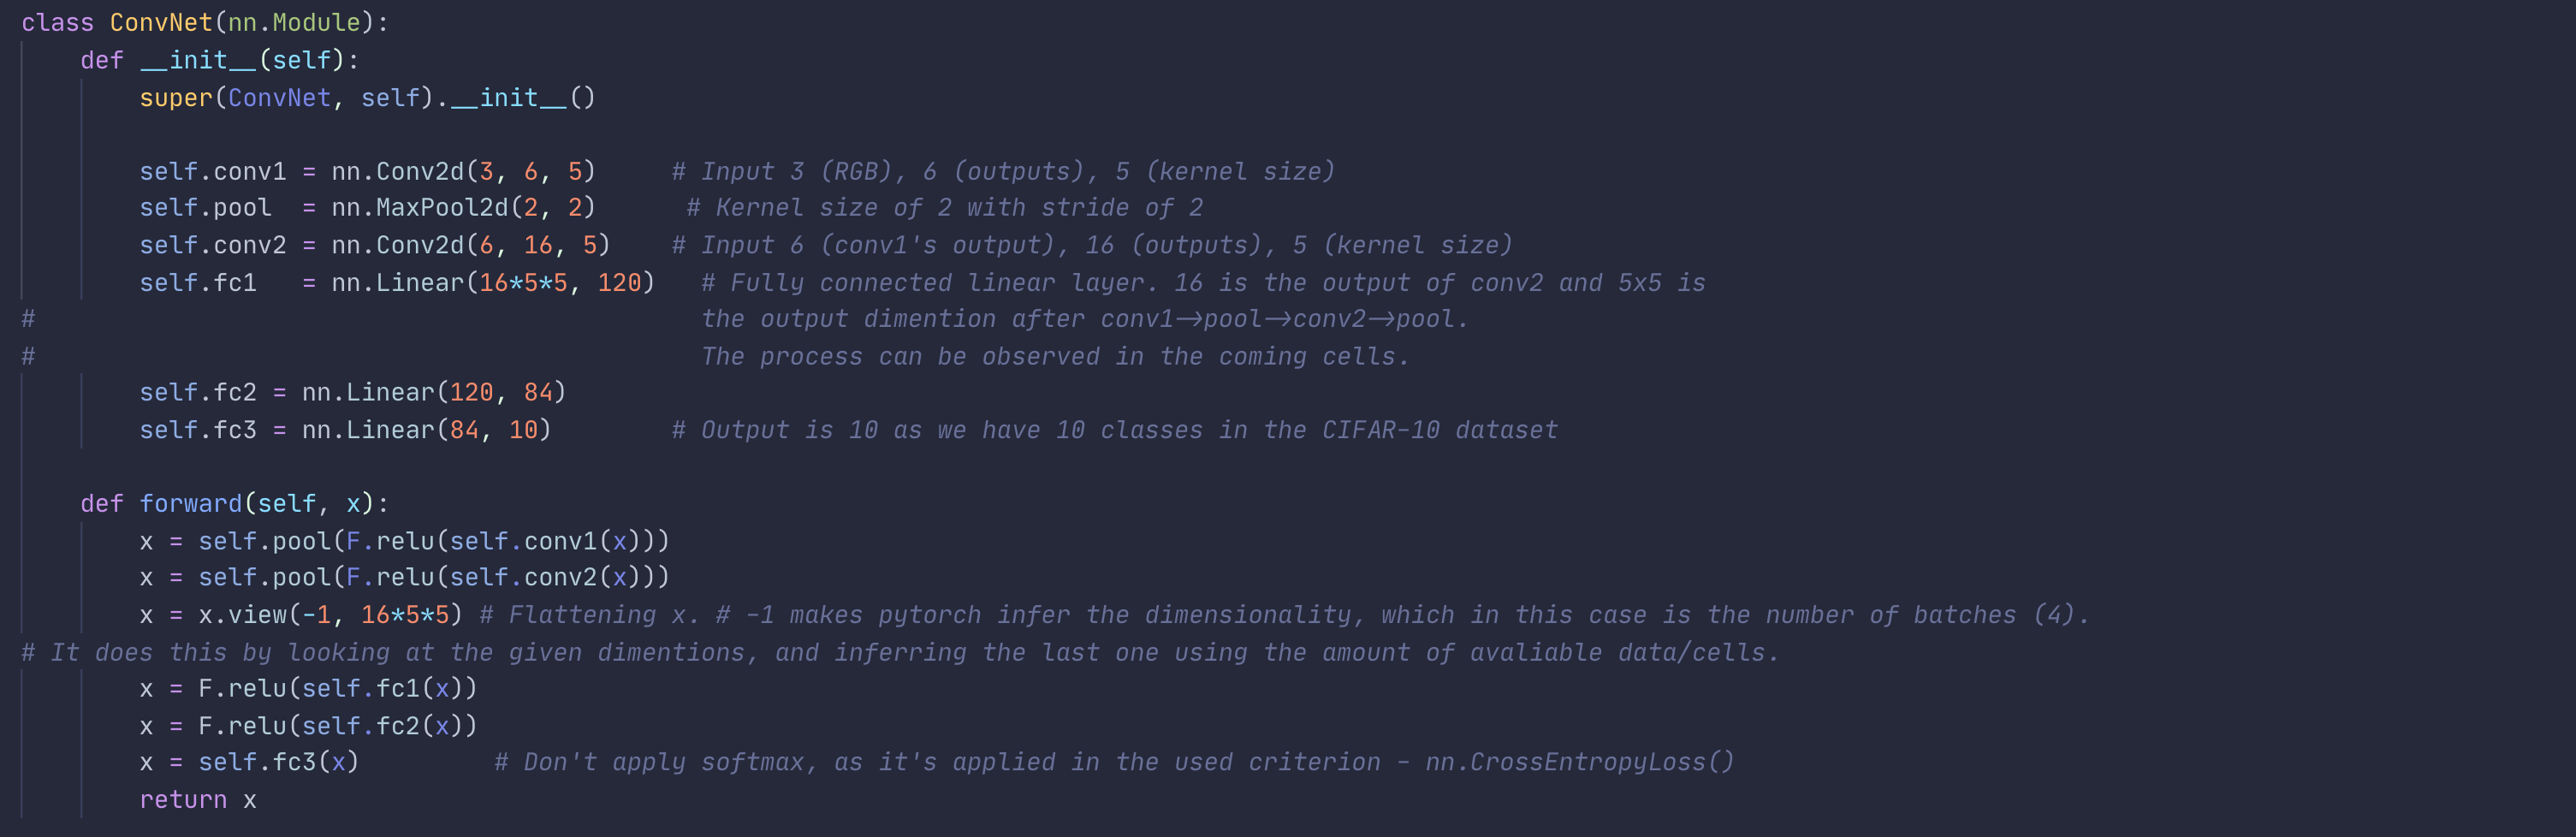 class ConvNet(nn.Module):
    def __init__(self):
        super(ConvNet, self).__init__()

        self.conv1 = nn.Conv2d(3, 6, 5)     # Input 3 (RGB), 6 (outputs), 5 (kernel size)
        self.pool  = nn.MaxPool2d(2, 2)      # Kernel size of 2 with stride of 2
        self.conv2 = nn.Conv2d(6, 16, 5)    # Input 6 (conv1's output), 16 (outputs), 5 (kernel size)
        self.fc1   = nn.Linear(16*5*5, 120)   # Fully connected linear layer. 16 is the output of conv2 and 5x5 is
#                                             the output dimention after conv1->pool->conv2->pool.
#                                             The process can be observed in the coming cells.
        self.fc2 = nn.Linear(120, 84)
        self.fc3 = nn.Linear(84, 10)        # Output is 10 as we have 10 classes in the CIFAR-10 dataset

    def forward(self, x):
        x = self.pool(F.relu(self.conv1(x)))
        x = self.pool(F.relu(self.conv2(x)))
        x = x.view(-1, 16*5*5) # Flattening x. # -1 makes pytorch infer the dimensionality, which in this case is the number of batches (4).
# It does this by looking at the given dimentions, and inferring the last one using the amount of avaliable data/cells.
        x = F.relu(self.fc1(x))
        x = F.relu(self.fc2(x))
        x = self.fc3(x)         # Don't apply softmax, as it's applied in the used criterion - nn.CrossEntropyLoss()
        return x